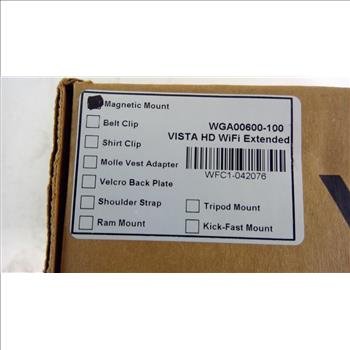 Magnetic Mount
Belt Clip
Shirt Clip
Molle Vest Adapter
Velcro Back Plate
Shoulder Strap
Ram Mount
WGA00600-100
VISTA HD WiFi Extended
WFC1-042076
Tripod Mount
Kick-Fast Mount